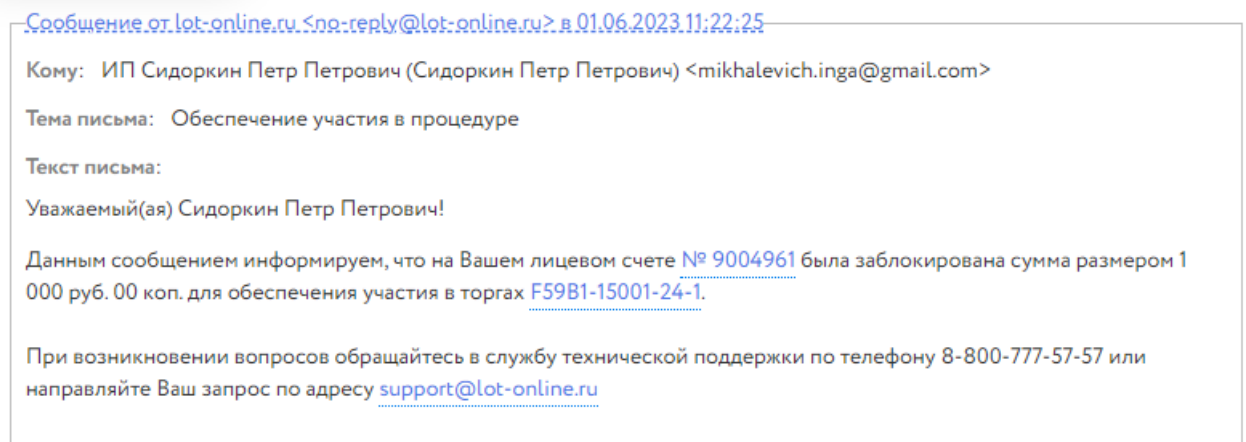 Сообщение от lot-online.ru <no-reply@lot-online.ru> в 01.06.2023 11:22:25
Кому: ИП Сидоркин Петр Петрович (Сидоркин Петр Петрович) <mikhalevich.inga@gmail.com>
Тема письма: Обеспечение участия в процедуре
Текст письма:
Уважаемый(ая) Сидоркин Петр Петрович!
Данным сообщением информируем, что на Вашем лицевом счете № 9004961 была заблокирована сумма размером 1
000 руб. 00 коп. для обеспечения участия в торгах F59B1-15001-24-1.
При возникновении вопросов обращайтесь в службу технической поддержки по телефону 8-800-777-57-57 или
направляйте Ваш запрос по адресу support@lot-online.ru